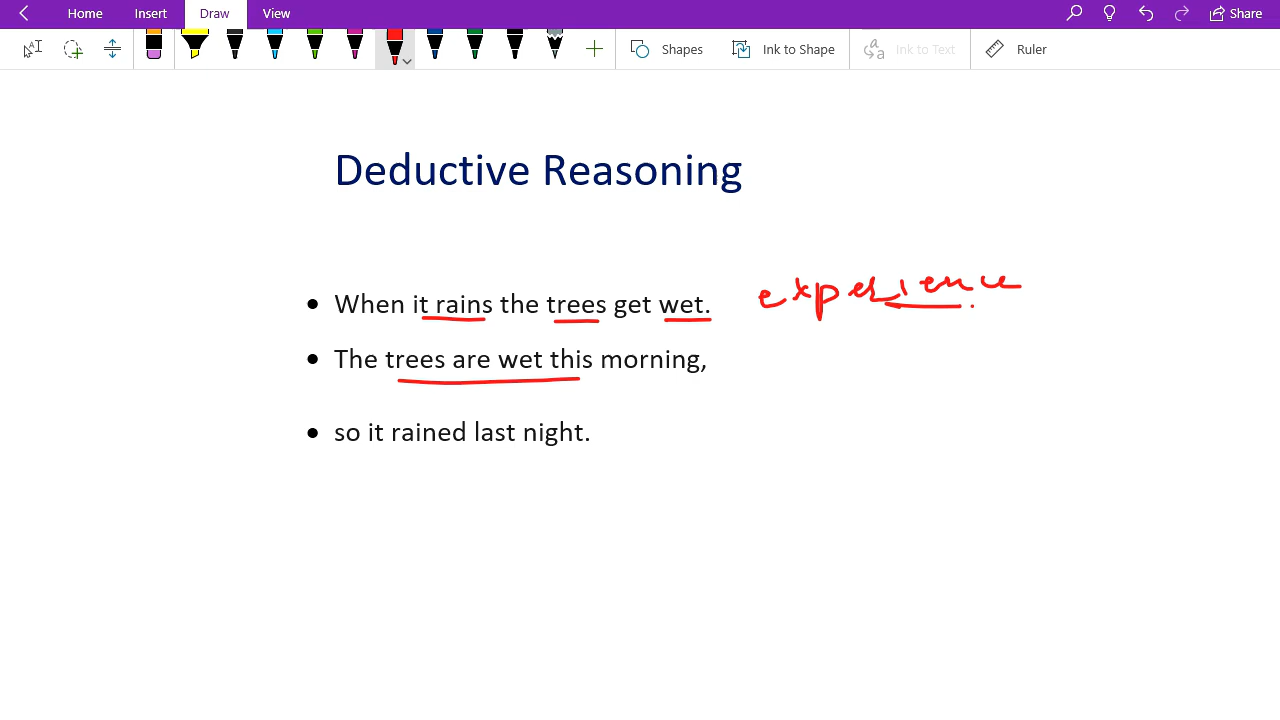 Home Insert Draw View Share
Shapes Ink to Shape Ink to Text Ruler
Deductive Reasoning
• When it rains the trees get wet. experience
• The trees are wet this morning,
• so it rained last night.